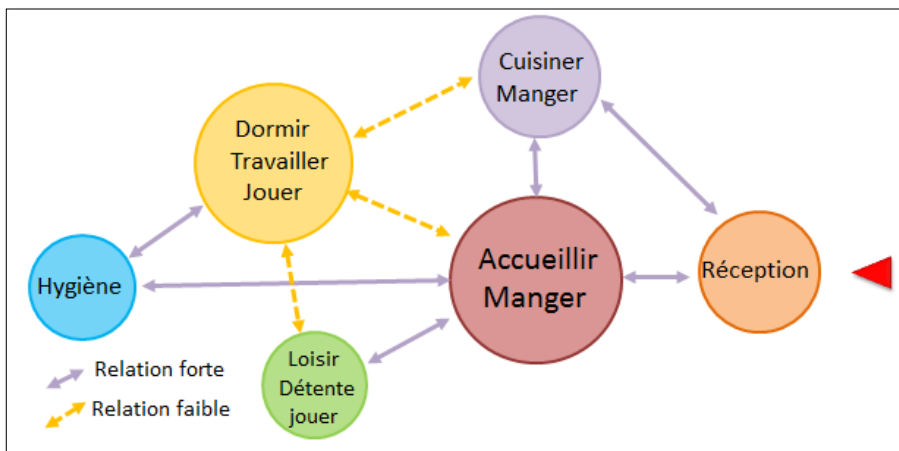 Cuisiner
Manger
Dormir
Travailler
Jouer
Accueillir
Manger
Réception
Hygiène
Loisir
Détente
jouer
Relation forte
Relation faible